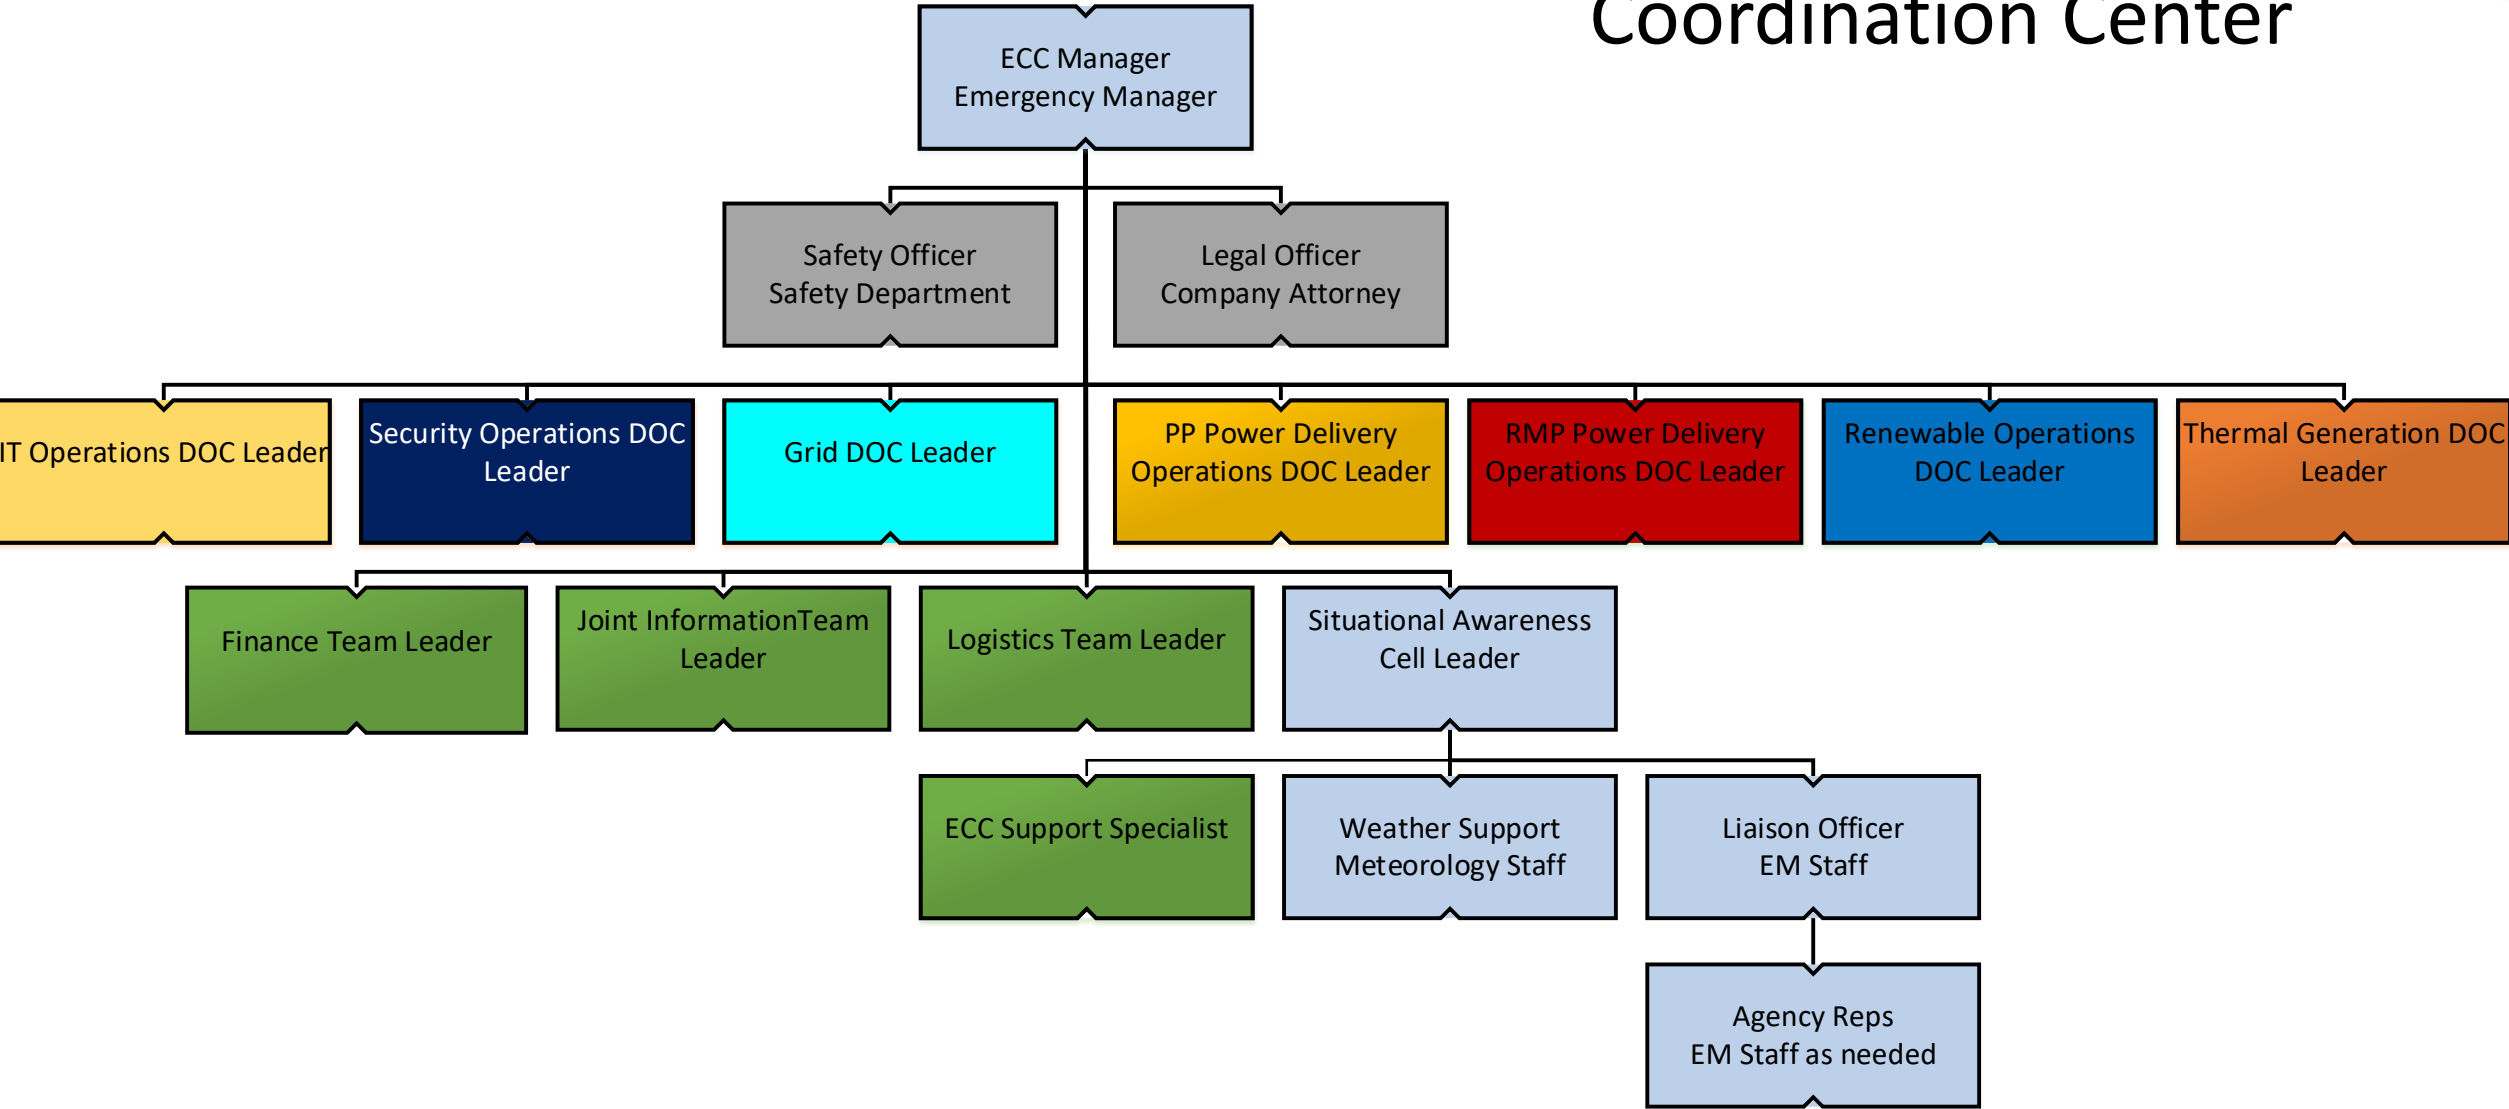 Coordination Center
ECC Manager
Emergency Manager
Safety Officer
Safety Department
Legal Officer
Company Attorney
IT Operations DOC Leader
Security Operations DOC
Leader
Grid DOC Leader
PP Power Delivery
Operations DOC Leader
RMP Power Delivery
Operations DOC Leader
Renewable Operations
DOC Leader
Thermal Generation DOC
Leader
Finance Team Leader
Joint InformationTeam
Leader
Logistics Team Leader
Situational Awareness
Cell Leader
ECC Support Specialist
Weather Support
Meteorology Staff
Liaison Officer
EM Staff
Agency Reps
EM Staff as needed